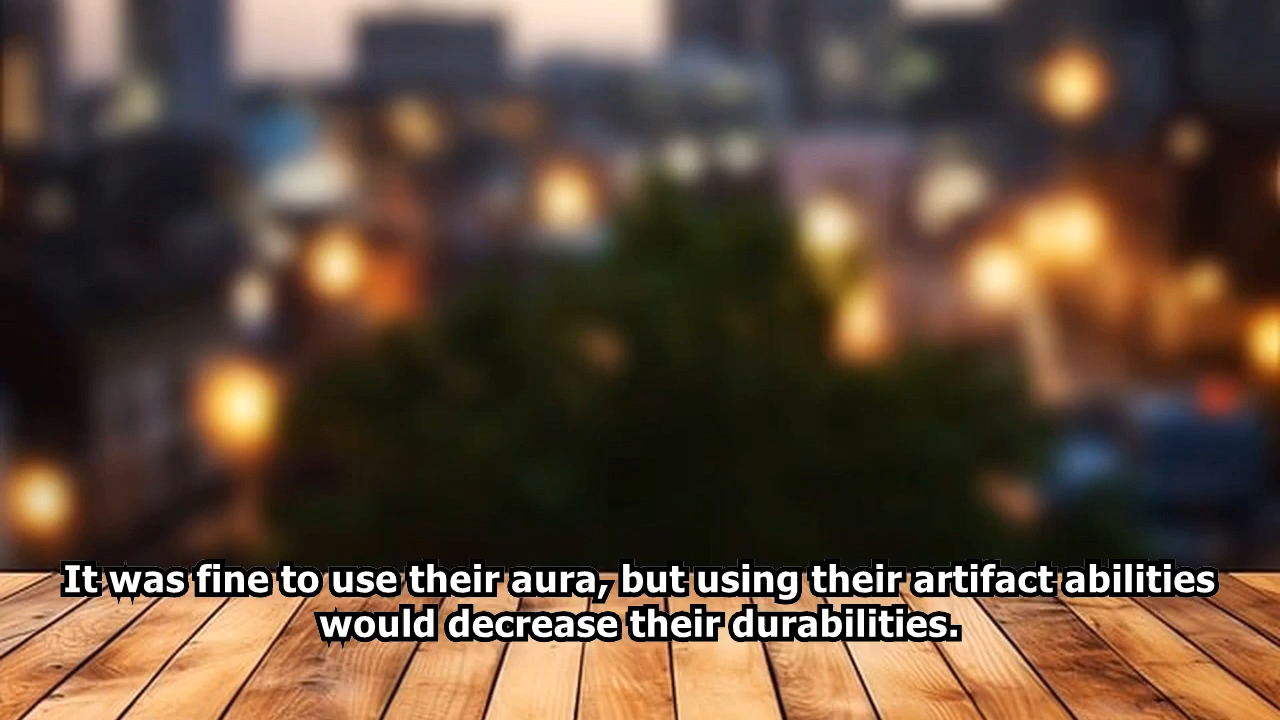 It was fine to use their aura, but using their artifact abilities
would decrease their durabilities.